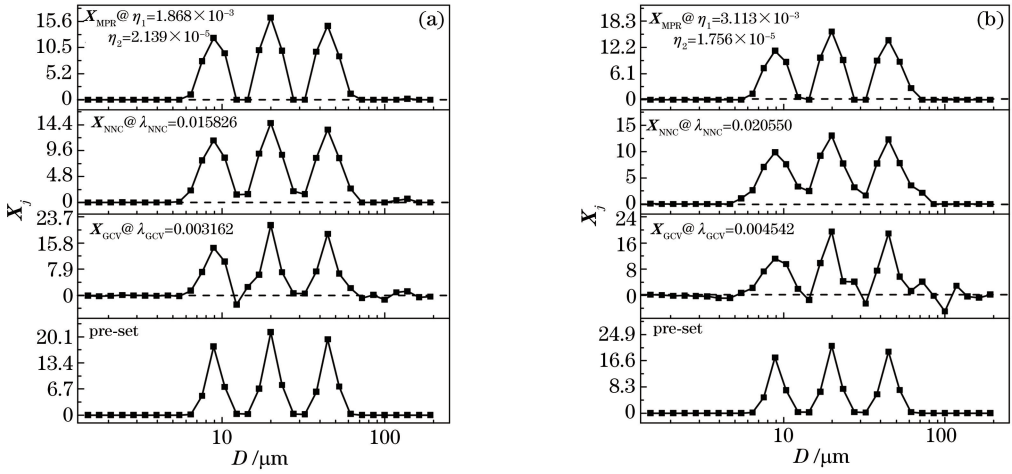 (a)
X_MPR@η₁=1.868×10⁻³
η₂=2.139×10⁻⁵
15.6
10.5
5.2
0
X_NNC@λ_NNC=0.015826
14.4
9.6
4.8
0
X_GCV@λ_GCV=0.003162
23.7
15.8
7.9
0
pre-set
20.1
13.4
6.7
0
X_j
10
100
D /μm
(b)
X_MPR@η₁=3.113×10⁻³
η₂=1.756×10⁻⁵
18.3
12.2
6.1
0
X_NNC@λ_NNC=0.020550
15
10
5
0
X_GCV@λ_GCV=0.004542
24
16
8
0
pre-set
24.9
16.6
8.3
0
X_j
10
100
D /μm